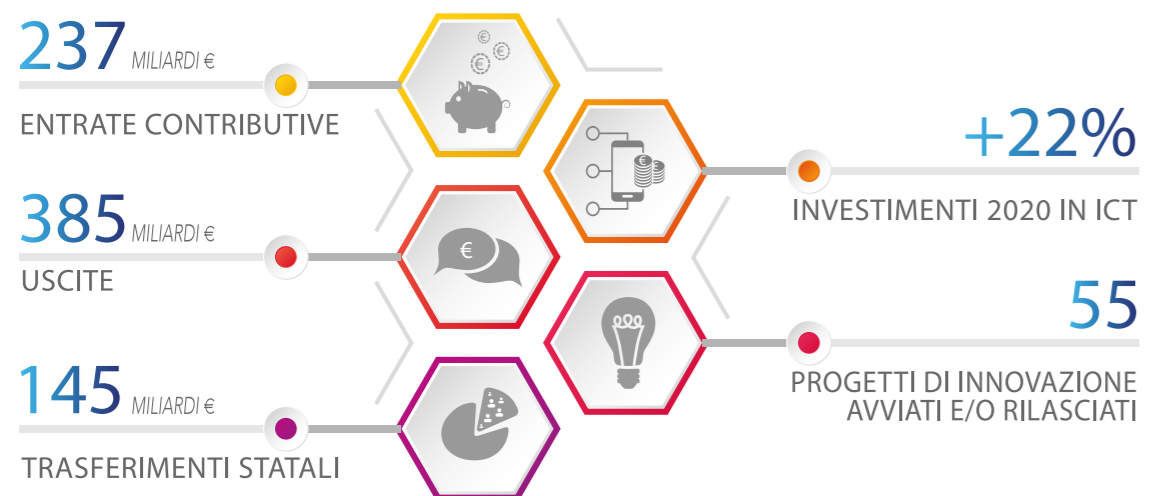 237 MILIARDI €
ENTRATE CONTRIBUTIVE
385 MILIARDI €
USCITE
145 MILIARDI €
TRASFERIMENTI STATALI
+22%
INVESTIMENTI 2020 IN ICT
55
PROGETTI DI INNOVAZIONE
AVVIATI E/O RILASCIATI